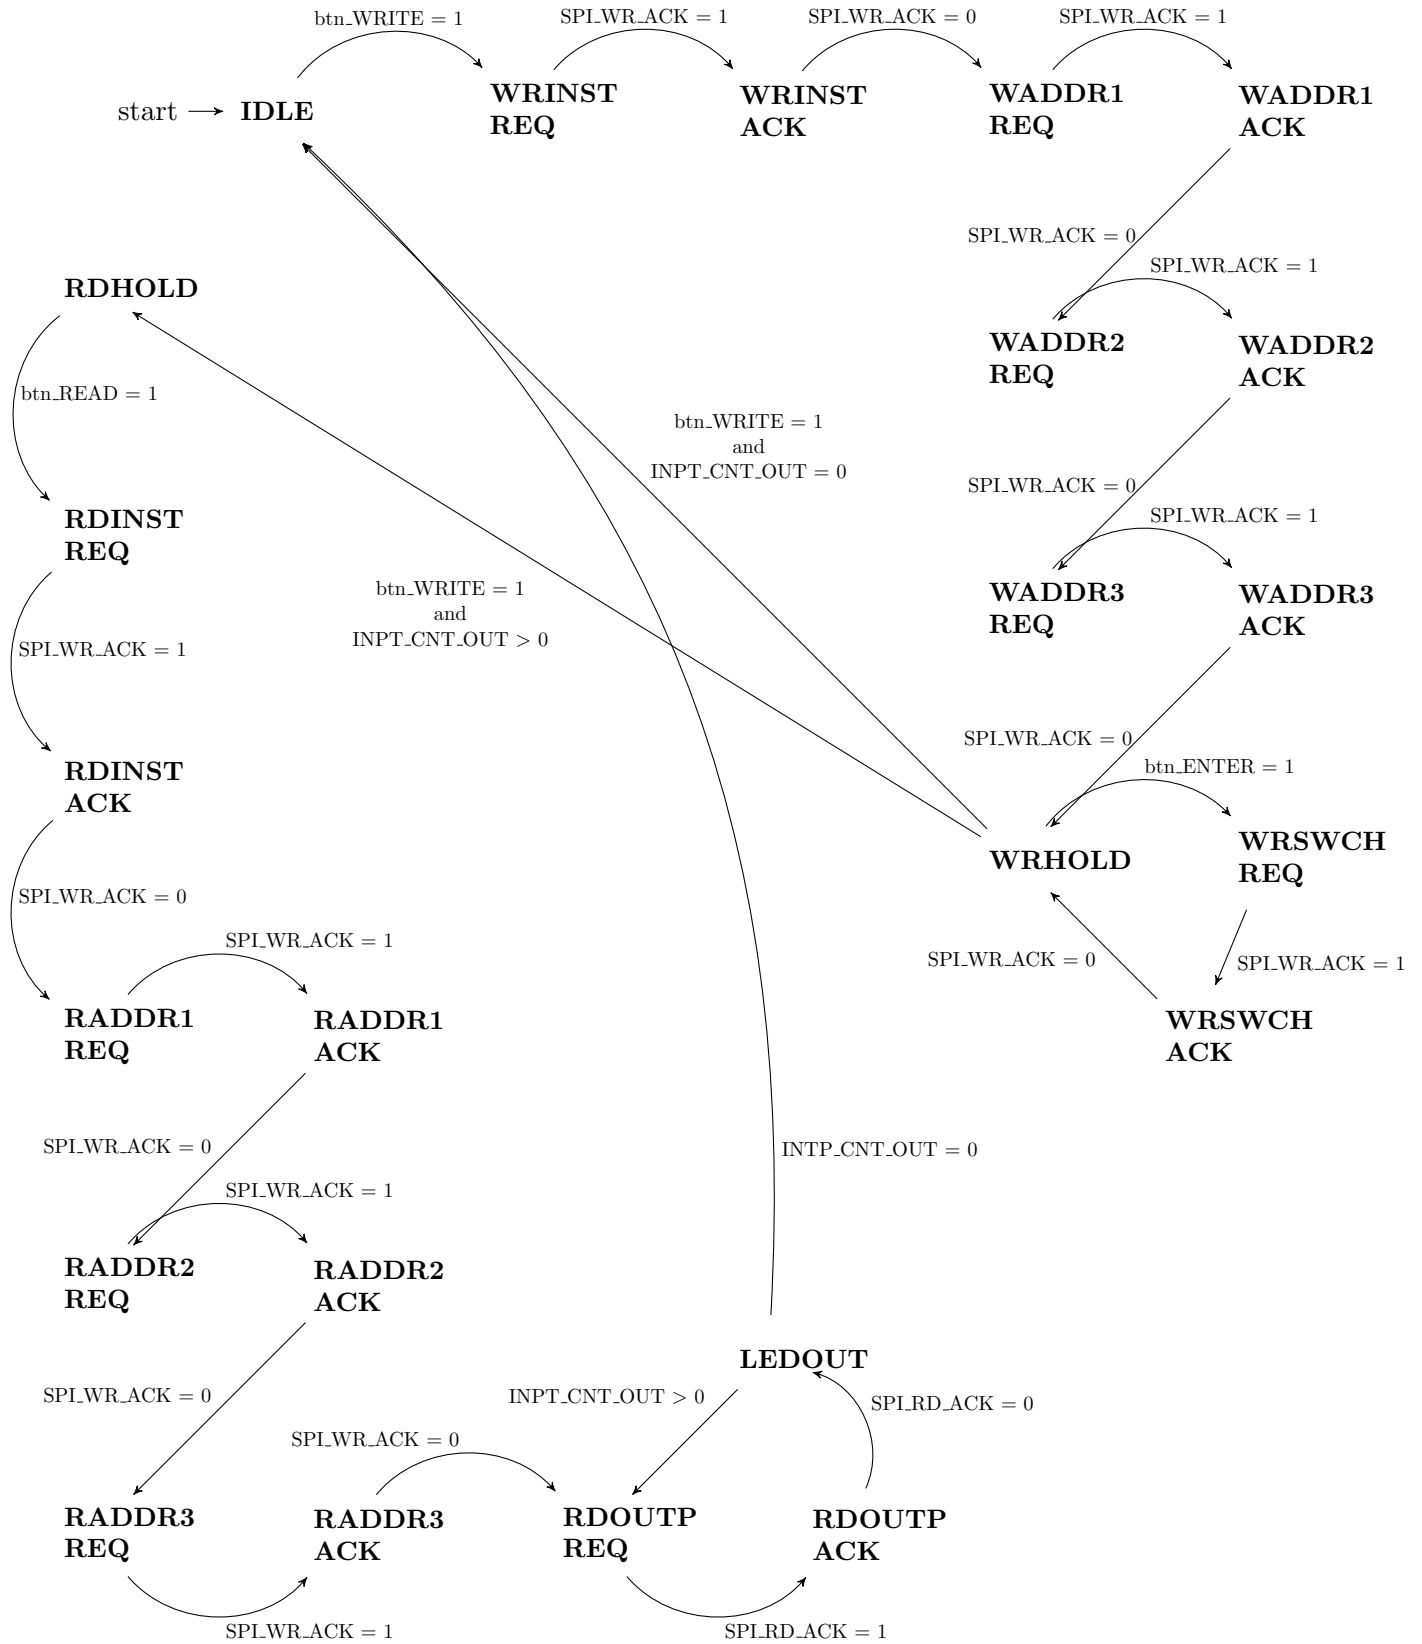 btn_WRITE = 1
SPI_WR_ACK = 1
SPI_WR_ACK = 0
SPI_WR_ACK = 1
start
IDLE
WRINST
REQ
WRINST
ACK
WADDR1
REQ
WADDR1
ACK
SPI_WR_ACK = 0
SPI_WR_ACK = 1
RDHOLD
WADDR2
REQ
WADDR2
ACK
btn_READ = 1
btn_WRITE = 1
and
INPT_CNT_OUT = 0
SPI_WR_ACK = 0
SPI_WR_ACK = 1
RDINST
REQ
btn_WRITE = 1
and
INPT_CNT_OUT > 0
WADDR3
REQ
WADDR3
ACK
SPI_WR_ACK = 1
SPI_WR_ACK = 0
btn_ENTER = 1
RDINST
ACK
WRHOLD
WRSWCH
REQ
SPI_WR_ACK = 0
SPI_WR_ACK = 1
SPI_WR_ACK = 0
SPI_WR_ACK = 1
RADDR1
REQ
RADDR1
ACK
WRSWCH
ACK
SPI_WR_ACK = 0
INTP_CNT_OUT = 0
SPI_WR_ACK = 1
RADDR2
REQ
RADDR2
ACK
LEDOUT
SPI_WR_ACK = 0
INPT_CNT_OUT > 0
SPI_RD_ACK = 0
SPI_WR_ACK = 0
RADDR3
REQ
RADDR3
ACK
RDOUTP
REQ
RDOUTP
ACK
SPI_WR_ACK = 1
SPI_RD_ACK = 1